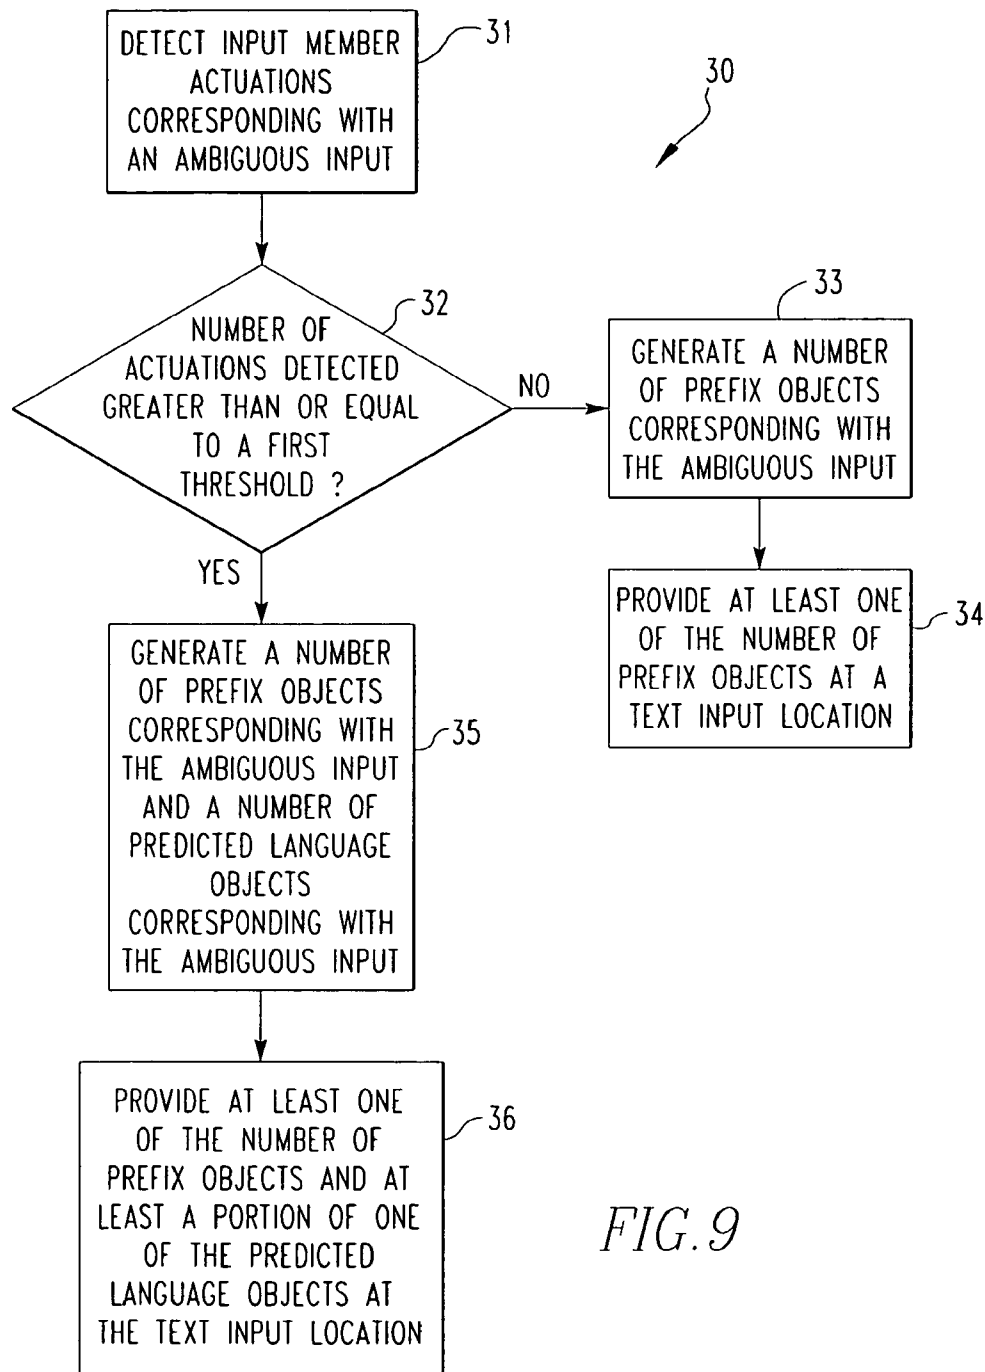 DETECT INPUT MEMBER
ACTUATIONS
CORRESPONDING WITH
AN AMBIGUOUS INPUT
31
30
NUMBER OF
ACTUATIONS DETECTED
GREATER THAN OR EQUAL
TO A FIRST
THRESHOLD ?
32
NO
YES
33
GENERATE A NUMBER
OF PREFIX OBJECTS
CORRESPONDING WITH
THE AMBIGUOUS INPUT
PROVIDE AT LEAST ONE
OF THE NUMBER OF
PREFIX OBJECTS AT A
TEXT INPUT LOCATION
34
GENERATE A NUMBER
OF PREFIX OBJECTS
CORRESPONDING WITH
THE AMBIGUOUS INPUT
AND A NUMBER OF
PREDICTED LANGUAGE
OBJECTS
CORRESPONDING WITH
THE AMBIGUOUS INPUT
35
PROVIDE AT LEAST ONE
OF THE NUMBER OF
PREFIX OBJECTS AND AT
LEAST A PORTION OF ONE
OF THE PREDICTED
LANGUAGE OBJECTS AT
THE TEXT INPUT LOCATION
36
FIG.9